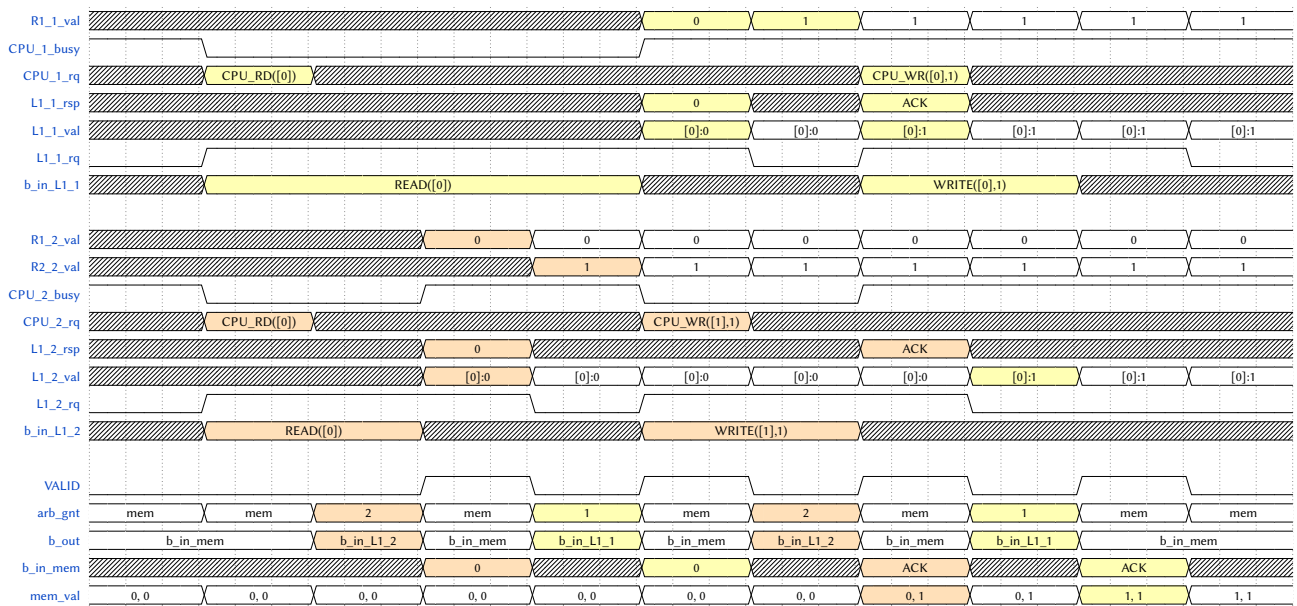 R1_1_val 0 1 1 1 1 1
CPU_1_busy
CPU_1_rq CPU_RD([0]) CPU_WR([0],1)
L1_1_rsp 0 ACK
L1_1_val [0]:0 [0]:0 [0]:1 [0]:1 [0]:1 [0]:1
L1_1_rq
b_in_L1_1 READ([0]) WRITE([0],1)
R1_2_val 0 0 0 0 0 0 0 0
R2_2_val 1 1 1 1 1 1 1
CPU_2_busy
CPU_2_rq CPU_RD([0]) CPU_WR([1],1)
L1_2_rsp 0 ACK
L1_2_val [0]:0 [0]:0 [0]:0 [0]:0 [0]:0 [0]:1 [0]:1 [0]:1
L1_2_rq
b_in_L1_2 READ([0]) WRITE([1],1)
VALID
arb_gnt mem mem 2 mem 1 mem 2 mem 1 mem mem
b_out b_in_mem b_in_L1_2 b_in_mem b_in_L1_1 b_in_mem b_in_L1_2 b_in_mem b_in_L1_1 b_in_mem
b_in_mem 0 0 ACK ACK
mem_val 0, 0 0, 0 0, 0 0, 0 0, 0 0, 0 0, 0 0, 1 0, 1 1, 1 1, 1